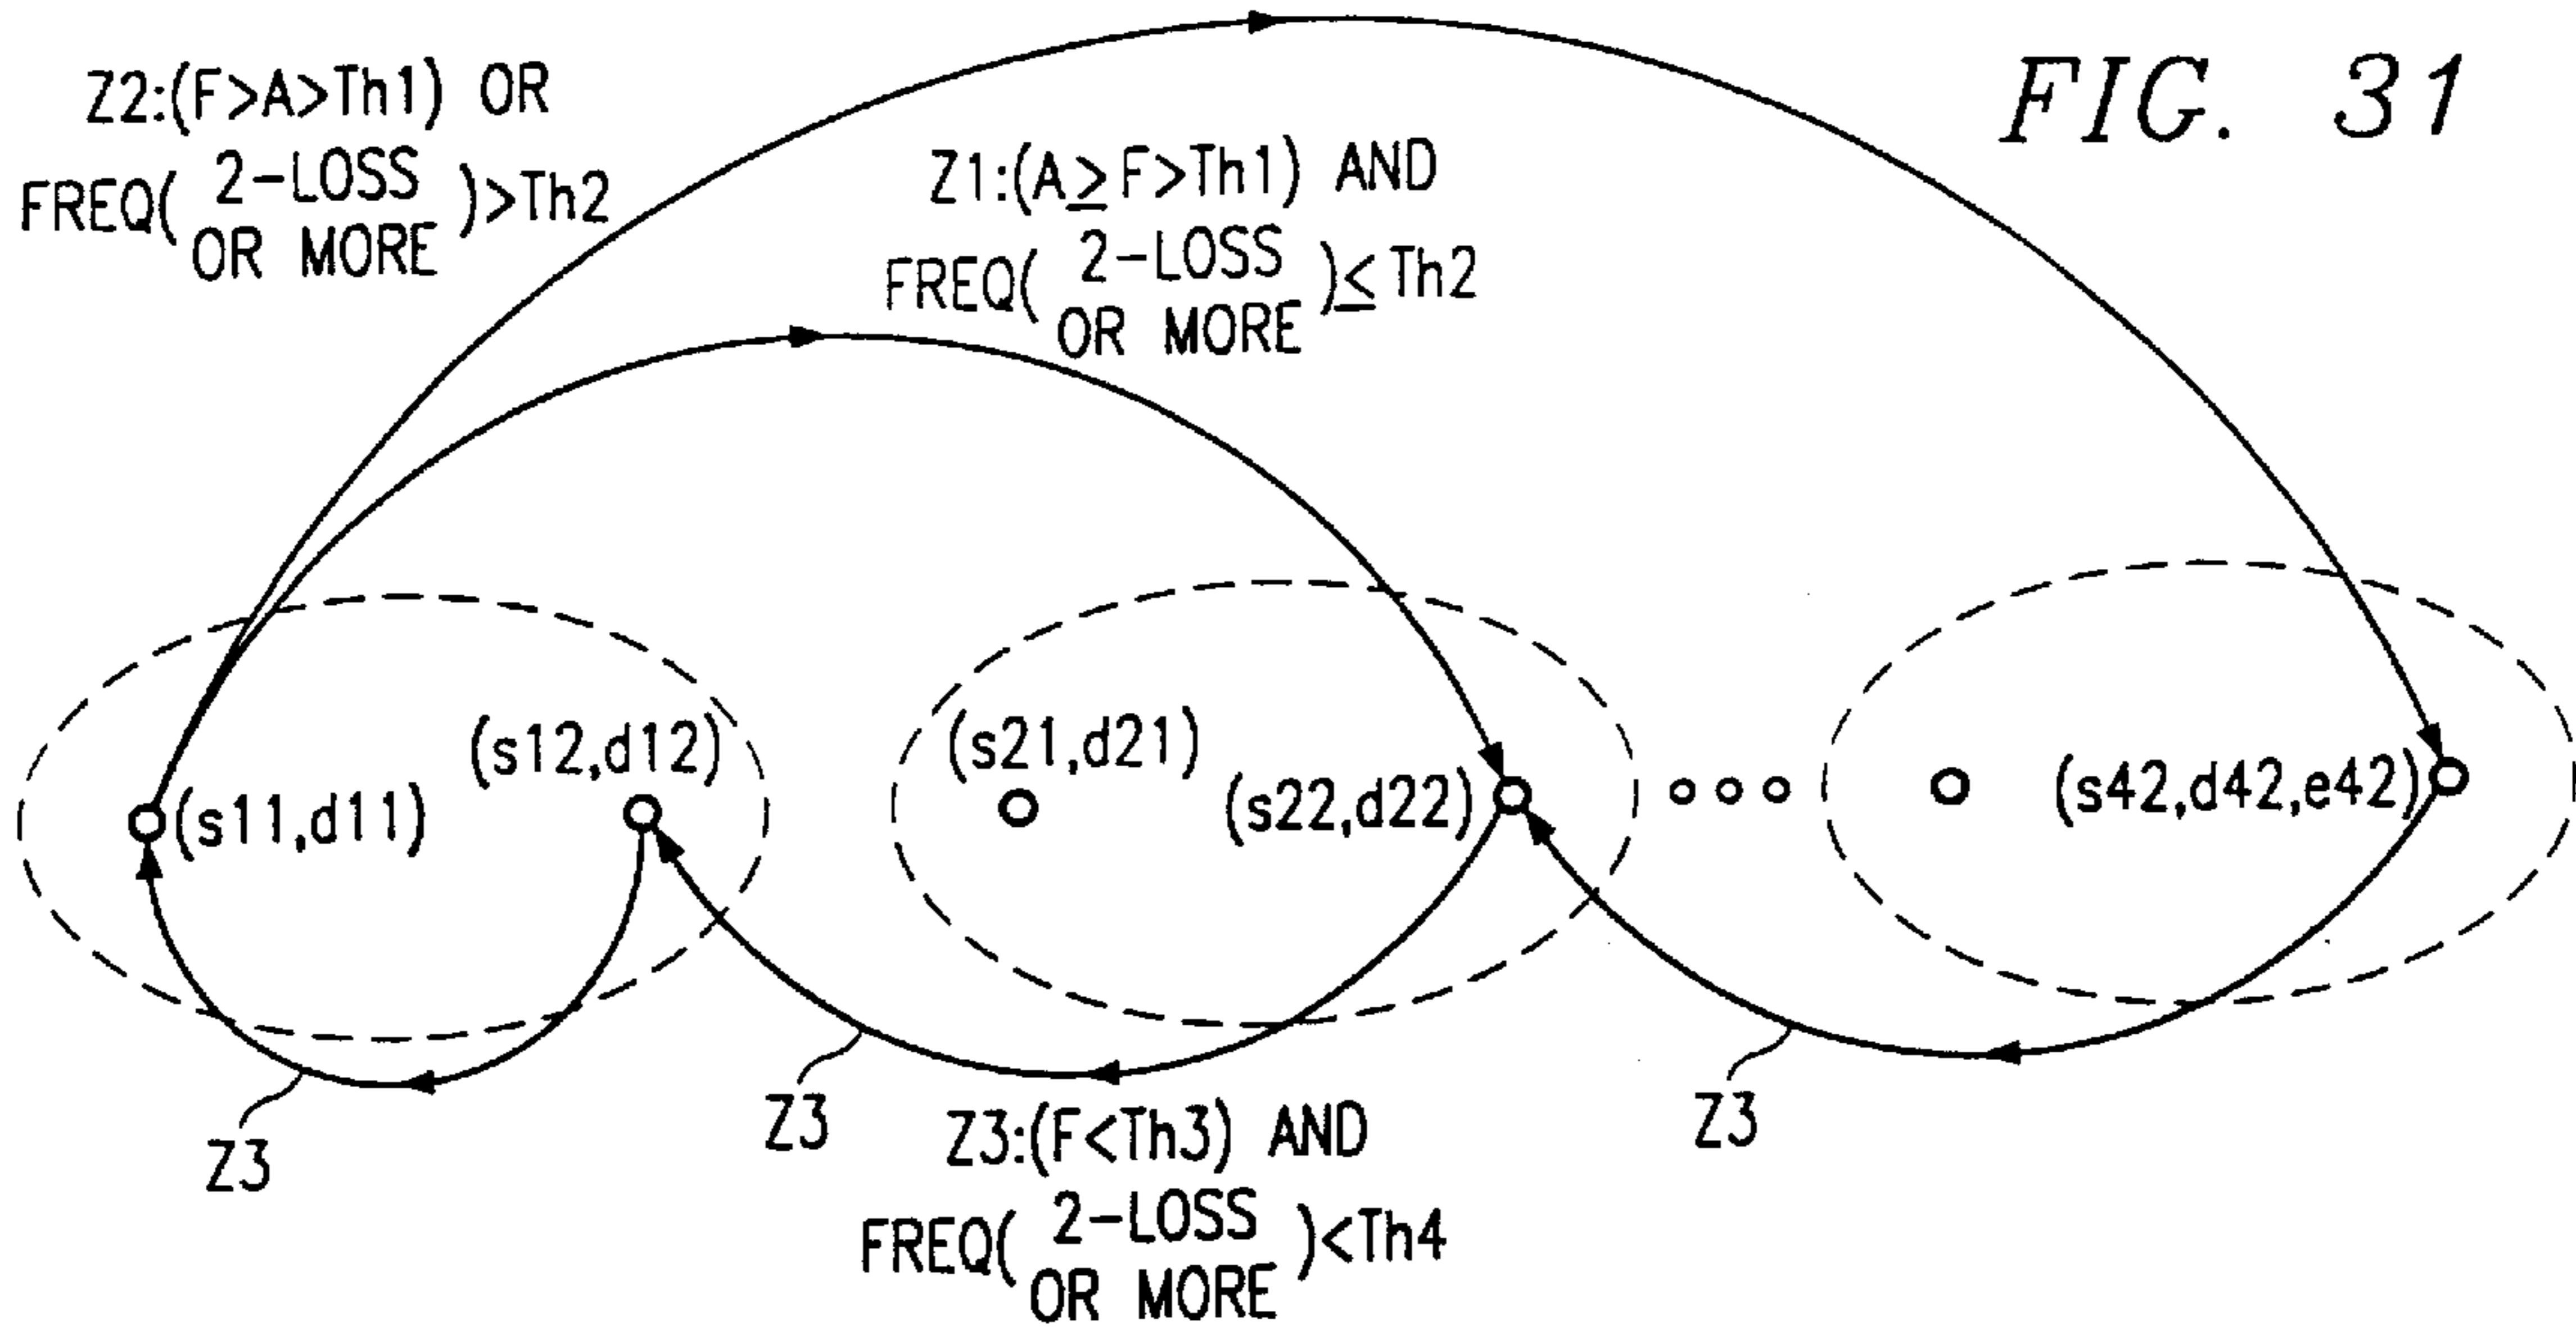 FIG. 31
Z2:(F>A>Th1) OR
FREQ( 2-LOSS
OR MORE )>Th2
Z1:(A≥F>Th1) AND
FREQ( 2-LOSS
OR MORE )≤Th2
(s11,d11)
(s12,d12)
(s21,d21)
(s22,d22)
(s42,d42,e42)
Z3
Z3
Z3
Z3:(F<Th3) AND
FREQ( 2-LOSS
OR MORE )<Th4